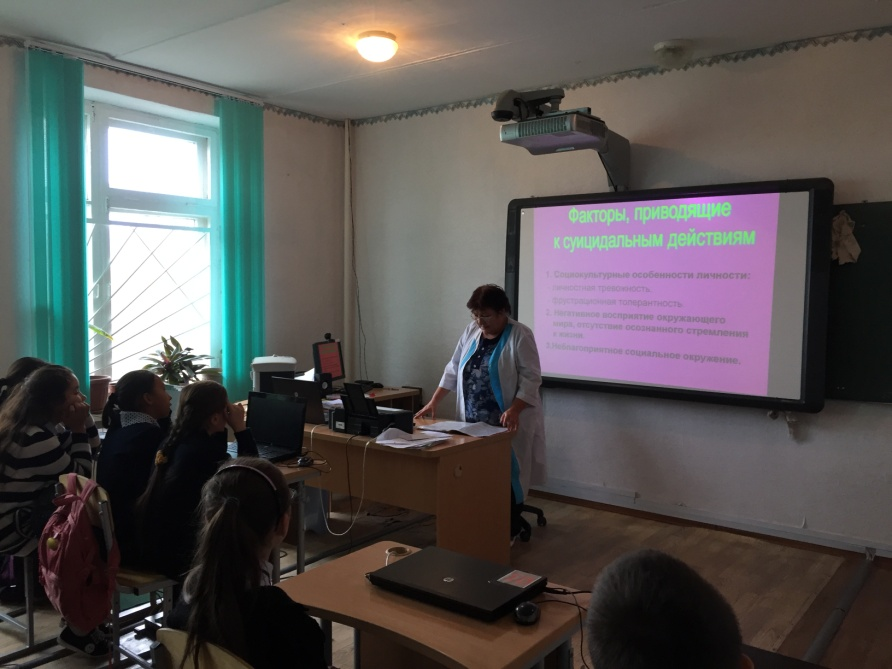 Факторы, приводящие
к суицидальным действиям
1. Социокультурные особенности личности:
личностная тревожность,
фрустрационная толерантность.
2. Негативное восприятие окружающего
мира, отсутствие осознанного стремления
к жизни.
3.Неблагоприятное социальное окружение.